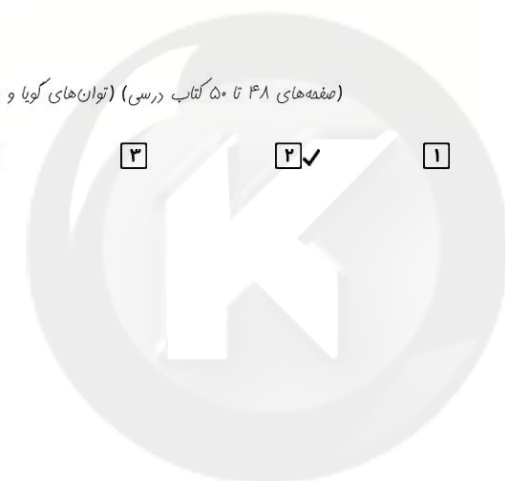 (صفحه‌های ۴۸ تا ۵۰ کتاب درسی) (توان‌های گویا و
۱ ۲✓ ۳